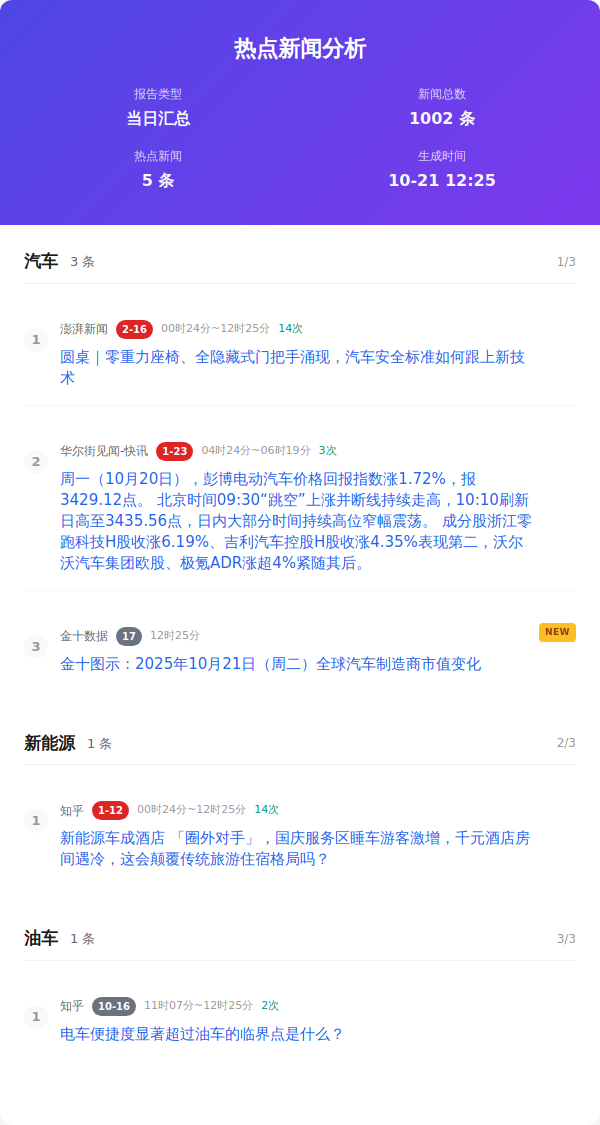 热点新闻分析
报告类型
新闻总数
当日汇总
1002 条
热点新闻
生成时间
5 条
10-21 12:25
汽车 3 条 1/3
1
澎湃新闻 2-16 00时24分~12时25分 14次
圆桌｜零重力座椅、全隐藏式门把手涌现，汽车安全标准如何跟上新技
术
2
华尔街见闻-快讯 1-23 04时24分~06时19分 3次
周一（10月20日），彭博电动汽车价格回报指数涨1.72%，报
3429.12点。 北京时间09:30“跳空”上涨并断线持续走高，10:10刷新
日高至3435.56点，日内大部分时间持续高位窄幅震荡。 成分股浙江零
跑科技H股收涨6.19%、吉利汽车控股H股收涨4.35%表现第二，沃尔
沃汽车集团欧股、极氪ADR涨超4%紧随其后。
3
金十数据 17 12时25分 NEW
金十图示：2025年10月21日（周二）全球汽车制造商市值变化
新能源 1 条 2/3
1
知乎 1-12 00时24分~12时25分 14次
新能源车成酒店 「圈外对手」，国庆服务区睡车游客激增，千元酒店房
间遇冷，这会颠覆传统旅游住宿格局吗？
油车 1 条 3/3
1
知乎 10-16 11时07分~12时25分 2次
电车便捷度显著超过油车的临界点是什么？